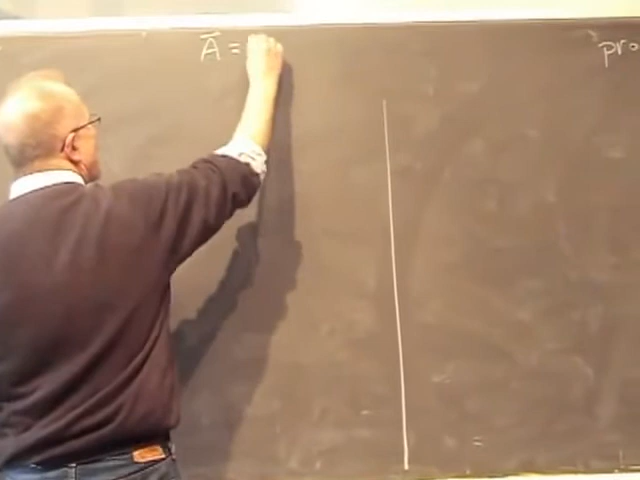 Ā =
pro